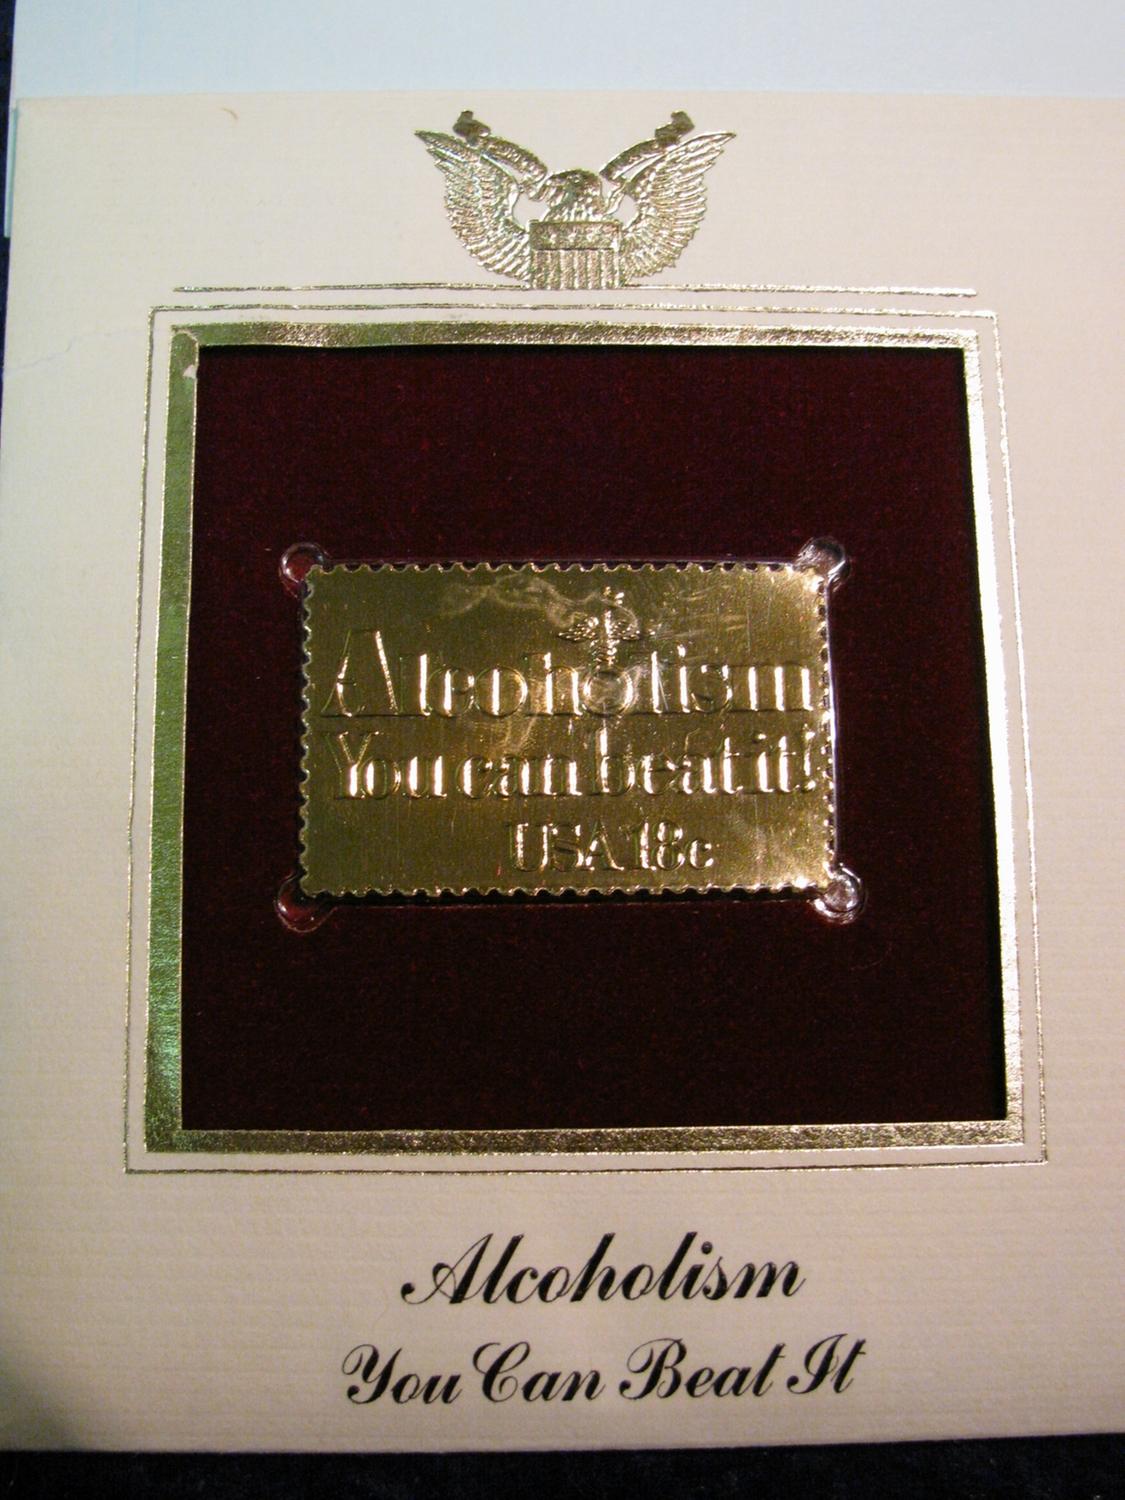 Alcoholism
You can beat it!
USA 18c
Alcoholism
You Can Beat It